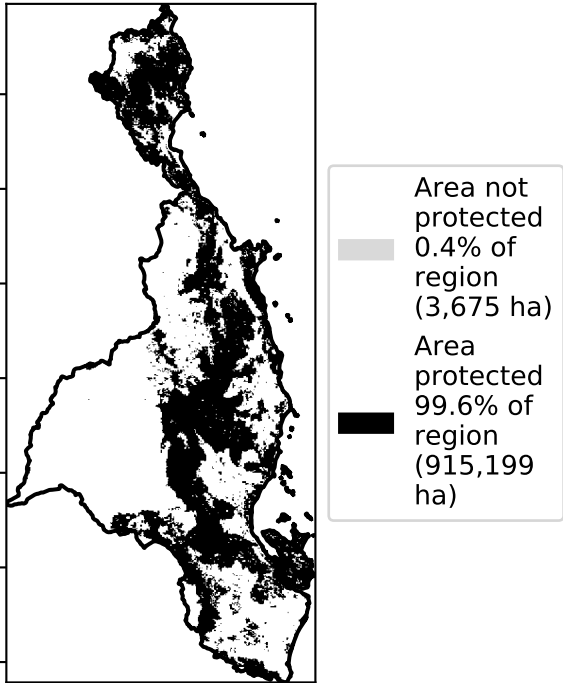 Area not
protected
0.4% of
region
(3,675 ha)
Area
protected
99.6% of
region
(915,199
ha)